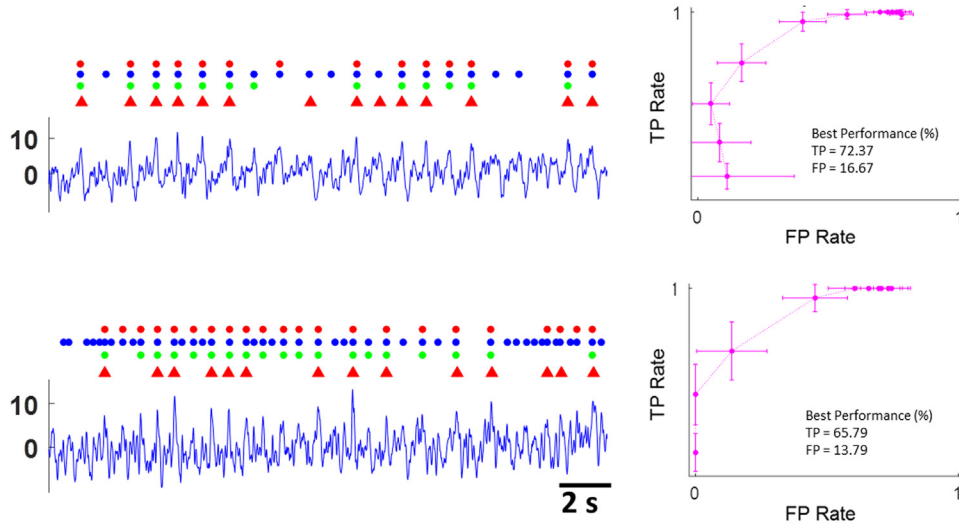 10
0
1
TP Rate
Best Performance (%)
TP = 72.37
FP = 16.67
0
1
FP Rate
10
0
2 s
1
TP Rate
Best Performance (%)
TP = 65.79
FP = 13.79
0
1
FP Rate